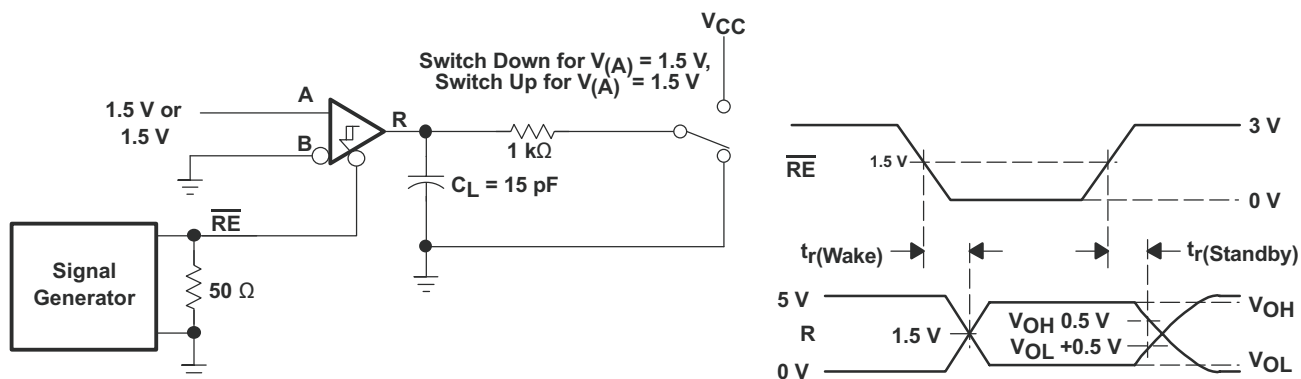 VCC
Switch Down for V(A) = 1.5 V,
Switch Up for V(A) = 1.5 V
1.5 V or
1.5 V
A
B
R
1 kΩ
CL = 15 pF
RE
Signal
Generator
50 Ω
3 V
1.5 V
RE
0 V
tr(Wake)
tr(Standby)
5 V
R
0 V
1.5 V
VOH 0.5 V
VOL +0.5 V
VOH
VOL